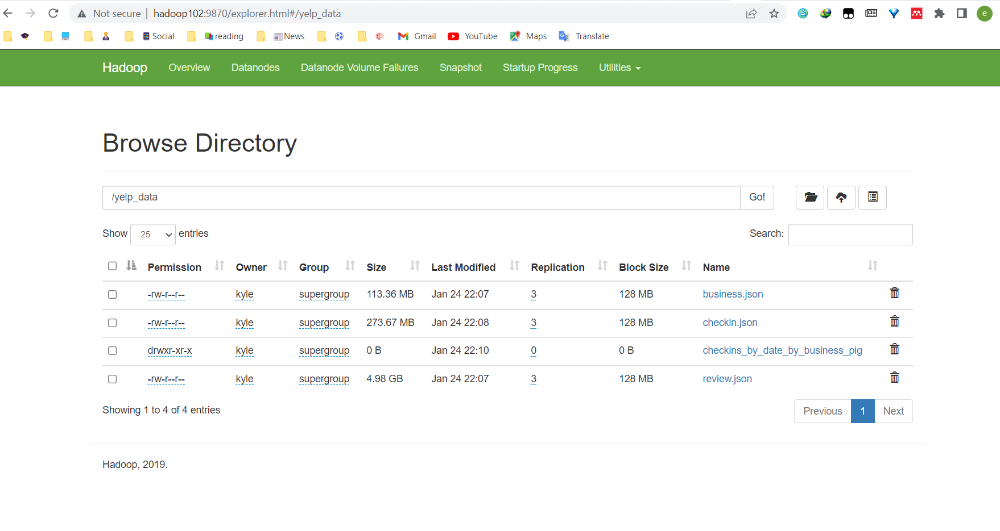 Not secure | hadoop102:9870/explorer.html#/yelp_data e
Social reading News Gmail YouTube Maps Translate
Hadoop Overview Datanodes Datanode Volume Failures Snapshot Startup Progress Utilities
Browse Directory
/yelp_data Go!
Show 25 entries Search:
Permission Owner Group Size Last Modified Replication Block Size Name
-rw-r--r-- kyle supergroup 113.36 MB Jan 24 22:07 3 128 MB business.json
-rw-r--r-- kyle supergroup 273.67 MB Jan 24 22:08 3 128 MB checkin.json
drwxr-xr-x kyle supergroup 0 B Jan 24 22:10 0 0 B checkins_by_date_by_business_pig
-rw-r--r-- kyle supergroup 4.98 GB Jan 24 22:07 3 128 MB review.json
Showing 1 to 4 of 4 entries Previous 1 Next
Hadoop, 2019.